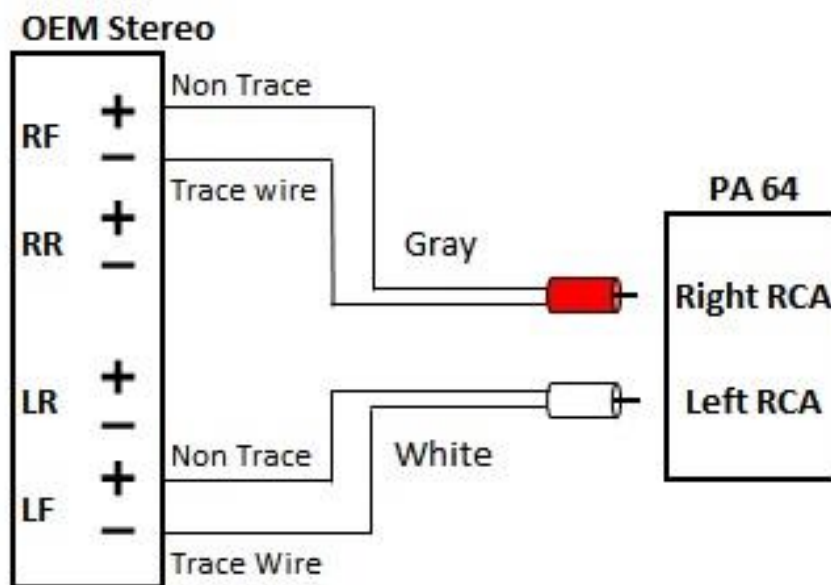 OEM Stereo
Non Trace
RF + −
Trace wire
PA 64
RR + −
Gray
Right RCA
LR + −
Left RCA
Non Trace
White
LF + −
Trace Wire